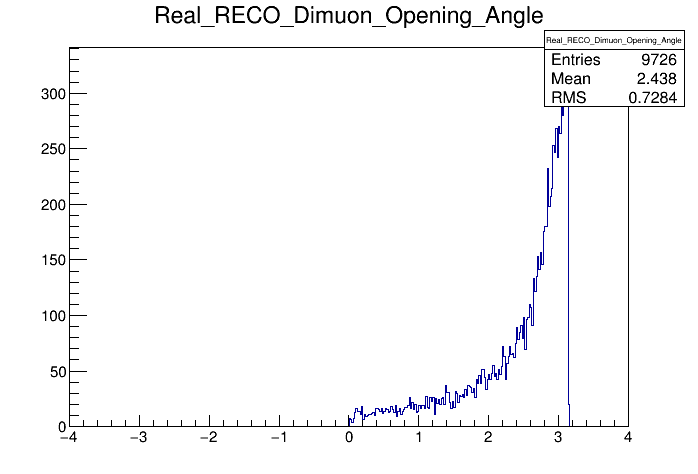 Real_RECO_Dimuon_Opening_Angle
Real_RECO_Dimuon_Opening_Angle
Entries 9726
Mean 2.438
RMS 0.7284
300
250
200
150
100
50
0
−4 −3 −2 −1 0 1 2 3 4